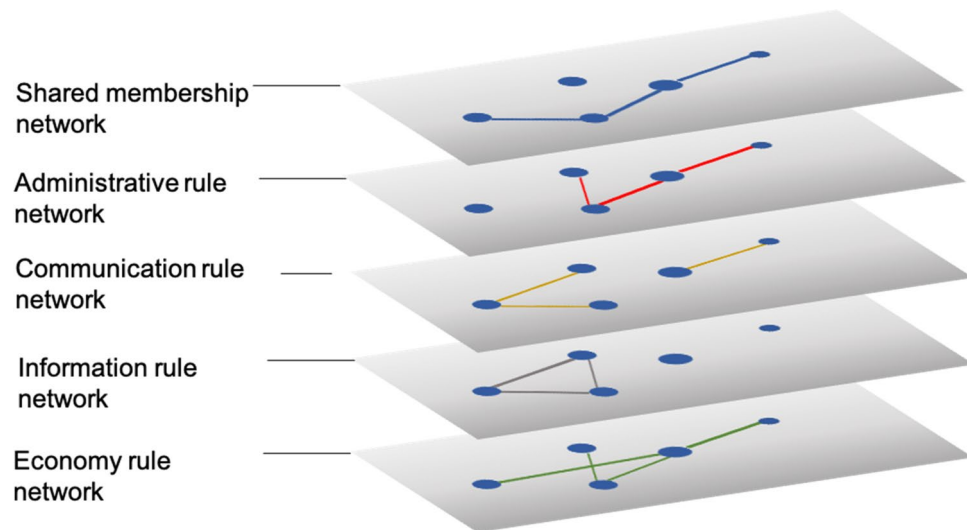 Shared membership
network
Administrative rule
network
Communication rule
network
Information rule
network
Economy rule
network